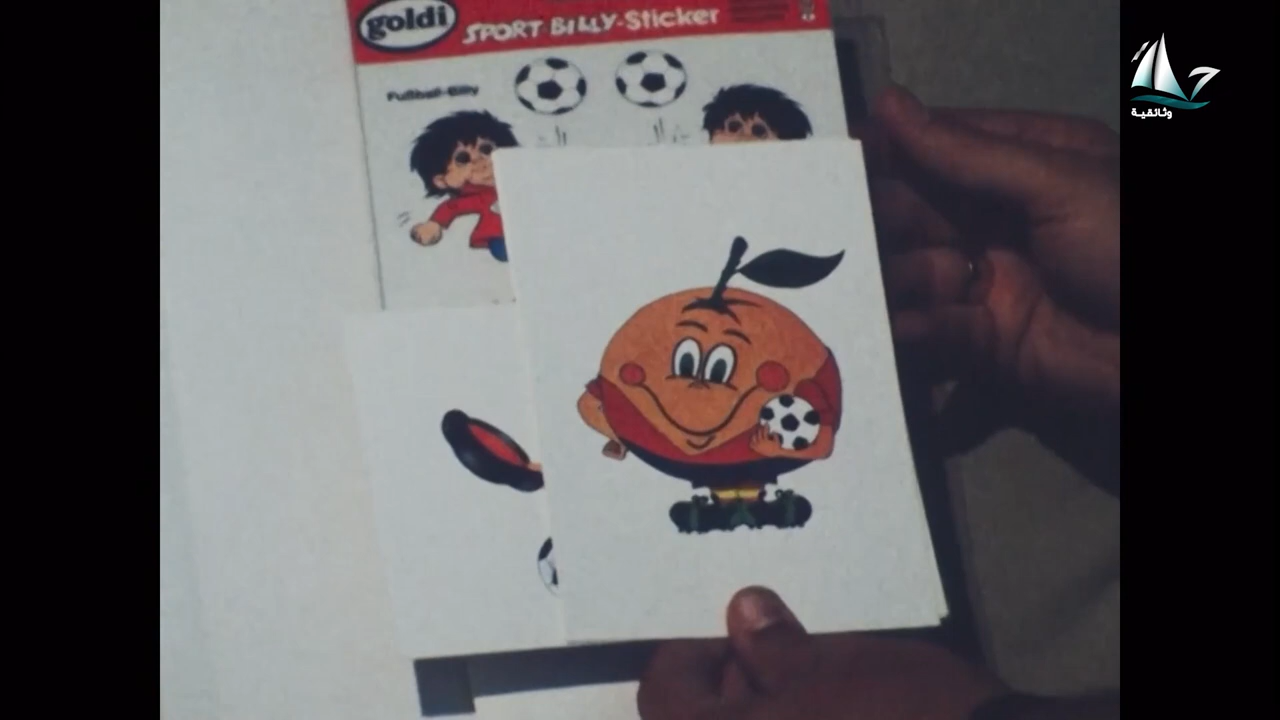 goldi
SPORT BILLY-Sticker
Fußball-Billy
وثائقية